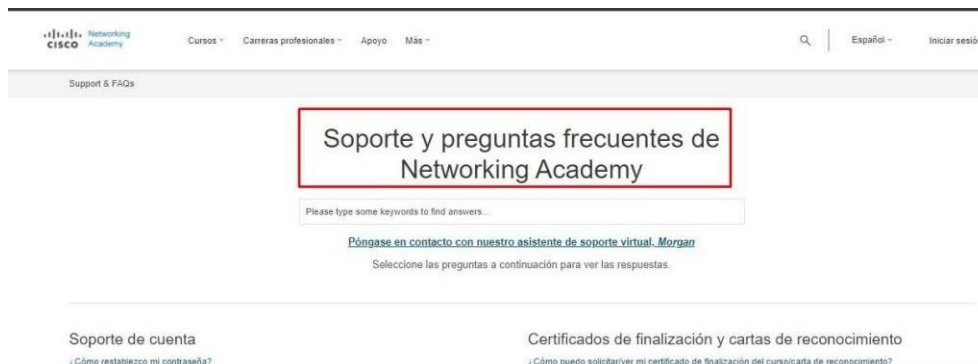 Networking
CISCO Academy
Cursos Carreras profesionales Apoyo Más Español Iniciar sesió
Support & FAQs
Soporte y preguntas frecuentes de
Networking Academy
Please type some keywords to find answers...
Póngase en contacto con nuestro asistente de soporte virtual, Morgan
Seleccione las preguntas a continuación para ver las respuestas.
Soporte de cuenta
Certificados de finalización y cartas de reconocimiento
¿Cómo restablezco mi contraseña?
¿Cómo puedo solicitar/ver mi certificado de finalización del curso/carta de reconocimiento?